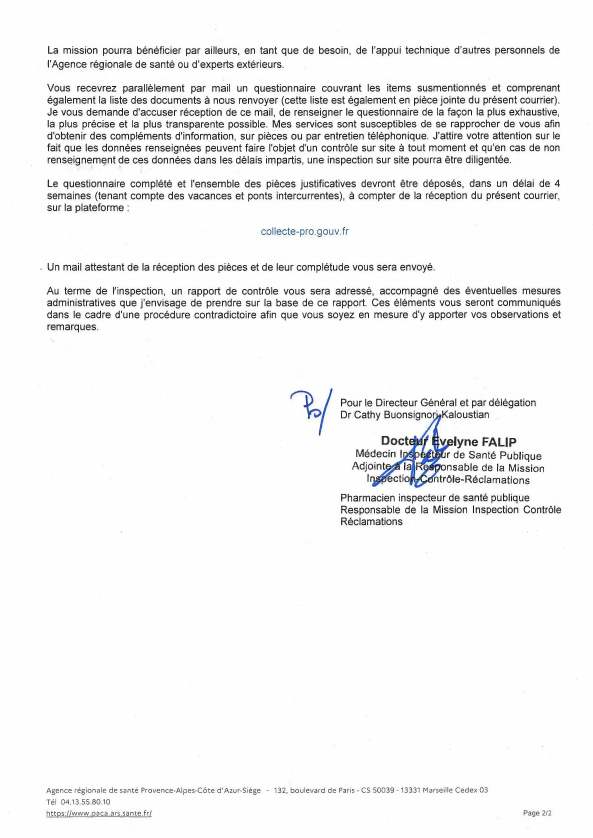 La mission pourra bénéficier par ailleurs, en tant que de besoin, de l'appui technique d'autres personnels de
l'Agence régionale de santé ou d'experts extérieurs.
Vous recevrez parallèlement par mail un questionnaire couvrant les items susmentionnés et comprenant
également la liste des documents à nous renvoyer (cette liste est également en pièce jointe du présent courrier).
Je vous demande d'accuser réception de ce mail, de renseigner le questionnaire de la façon la plus exhaustive,
la plus précise et la plus transparente possible. Mes services sont susceptibles de se rapprocher de vous afin
d'obtenir des compléments d'information, sur pièces ou par entretien téléphonique. J'attire votre attention sur le
fait que les données renseignées peuvent faire l'objet d'un contrôle sur site à tout moment et qu'en cas de non
renseignement de ces données dans les délais impartis, une inspection sur site pourra être diligentée.
Le questionnaire complété et l'ensemble des pièces justificatives devront être déposés, dans un délai de 4
semaines (tenant compte des vacances et ponts intercurrentes), à compter de la réception du présent courrier,
sur la plateforme :
collecte-pro.gouv.fr
Un mail attestant de la réception des pièces et de leur complétude vous sera envoyé.
Au terme de l'inspection, un rapport de contrôle vous sera adressé, accompagné des éventuelles mesures
administratives que j'envisage de prendre sur la base de ce rapport. Ces éléments vous seront communiqués
dans le cadre d'une procédure contradictoire afin que vous soyez en mesure d'y apporter vos observations et
remarques.
Pour le Directeur Général et par délégation
Dr Cathy Buonsignori-Kaloustian
Docteur Evelyne FALIP
Médecin Inspecteur de Santé Publique
Adjointe à la Responsable de la Mission
Inspection-Contrôle-Réclamations
Pharmacien inspecteur de santé publique
Responsable de la Mission Inspection Contrôle
Réclamations
Agence régionale de santé Provence-Alpes-Côte d'Azur-Siège - 132, boulevard de Paris - CS 50039 - 13331 Marseille Cedex 03
Tél 04.13.55.80.10
https://www.paca.ars.sante.fr/
Page 2/2